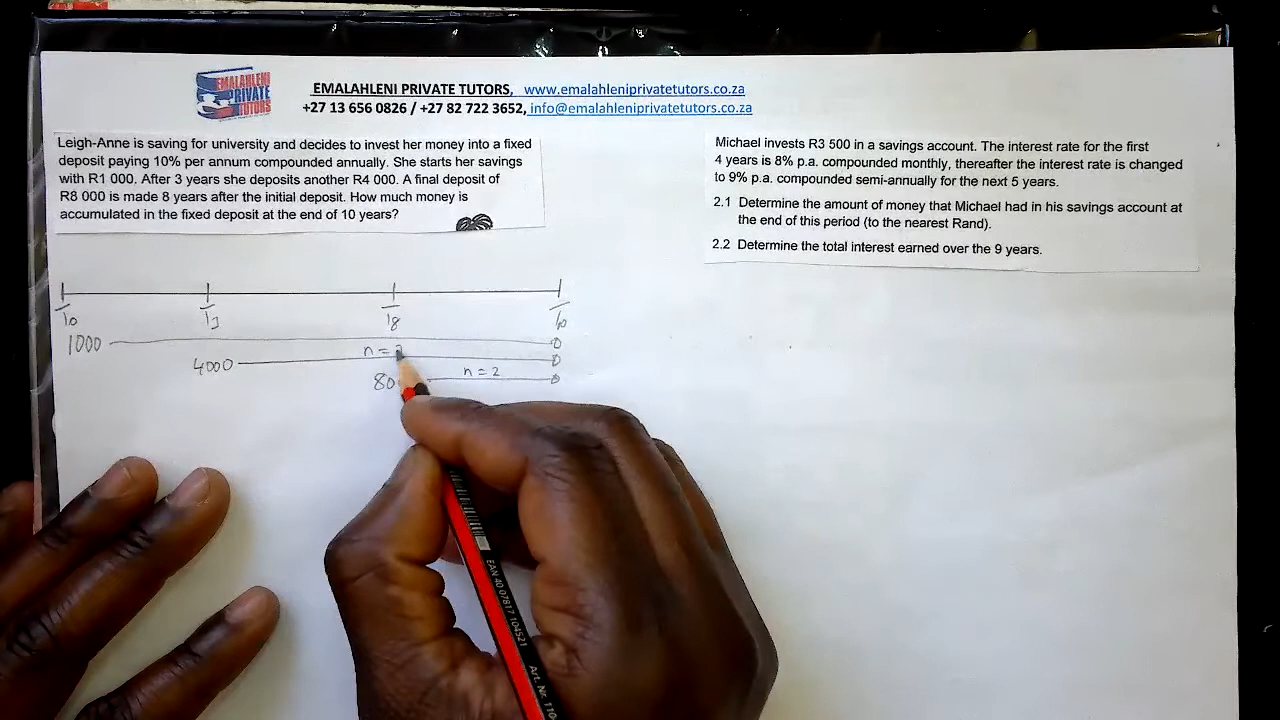 EMALAHLENI
PRIVATE
TUTORS
EMALAHLENI PRIVATE TUTORS, www.emalahleniprivatetutors.co.za
+27 13 656 0826 / +27 82 722 3652, info@emalahleniprivatetutors.co.za
Leigh-Anne is saving for university and decides to invest her money into a fixed
deposit paying 10% per annum compounded annually. She starts her savings
with R1 000. After 3 years she deposits another R4 000. A final deposit of
R8 000 is made 8 years after the initial deposit. How much money is
accumulated in the fixed deposit at the end of 10 years?
Michael invests R3 500 in a savings account. The interest rate for the first
4 years is 8% p.a. compounded monthly, thereafter the interest rate is changed
to 9% p.a. compounded semi-annually for the next 5 years.
2.1 Determine the amount of money that Michael had in his savings account at
the end of this period (to the nearest Rand).
2.2 Determine the total interest earned over the 9 years.
T0 T3 T8 T10
1000
n =
4000
n = 2
80
EAN 40 07817 104521
Art. Nr. 110